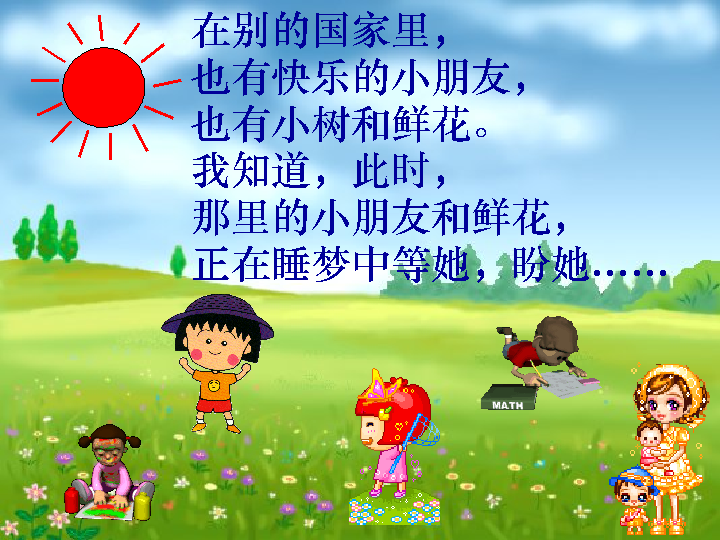 在别的国家里，
也有快乐的小朋友，
也有小树和鲜花。
我知道，此时，
那里的小朋友和鲜花，
正在睡梦中等她，盼她……
MATH